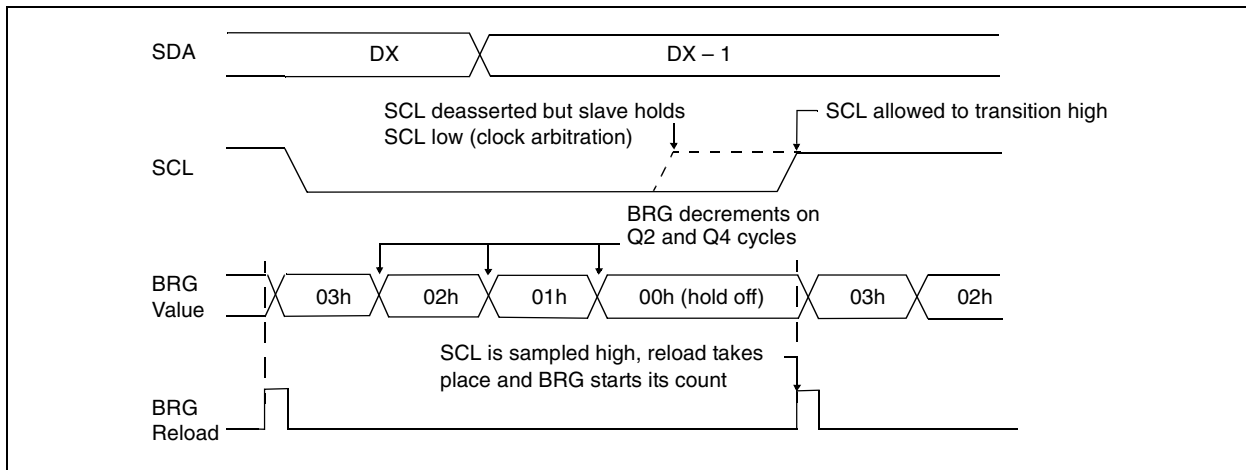 SDA
DX
DX – 1
SCL deasserted but slave holds
SCL low (clock arbitration)
SCL allowed to transition high
SCL
BRG decrements on
Q2 and Q4 cycles
BRG
Value
03h
02h
01h
00h (hold off)
03h
02h
SCL is sampled high, reload takes
place and BRG starts its count
BRG
Reload